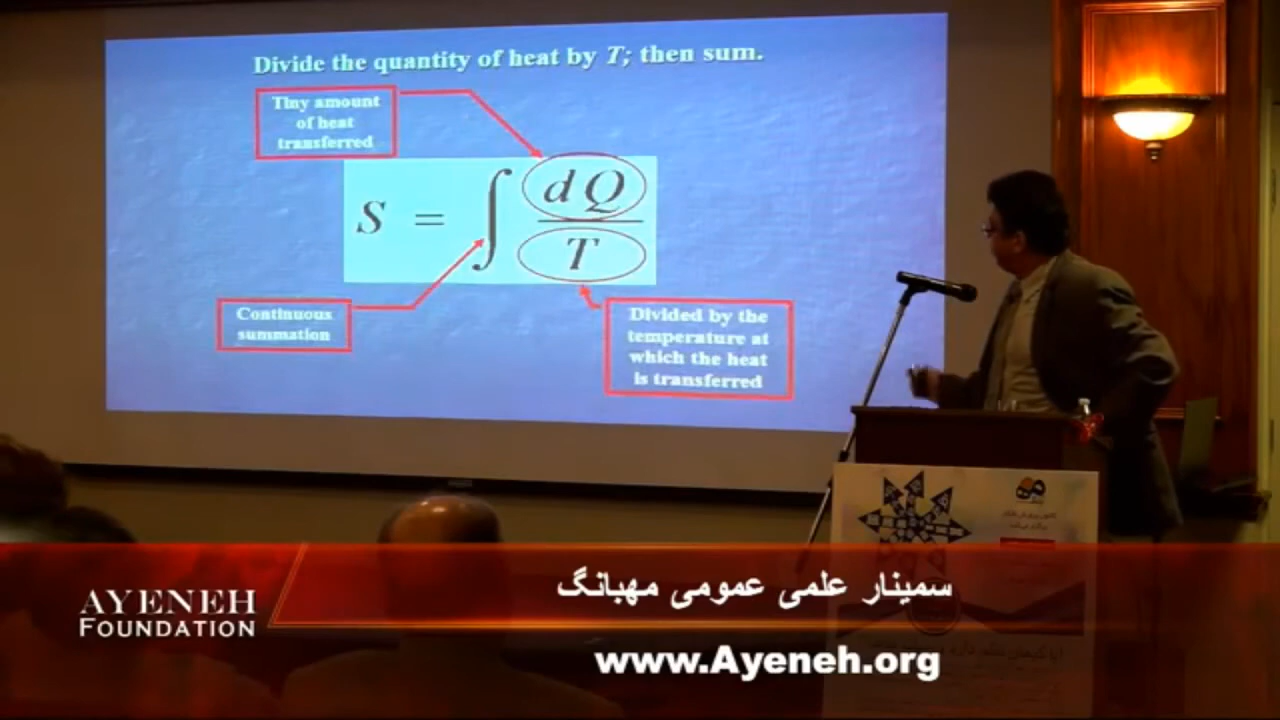 Divide the quantity of heat by T; then sum.
Tiny amount
of heat
transferred
S = ∫ dQ / T
Continuous
summation
Divided by the
temperature at
which the heat
is transferred
سمینار علمی عمومی مهبانگ
AYENEH
FOUNDATION
www.Ayeneh.org